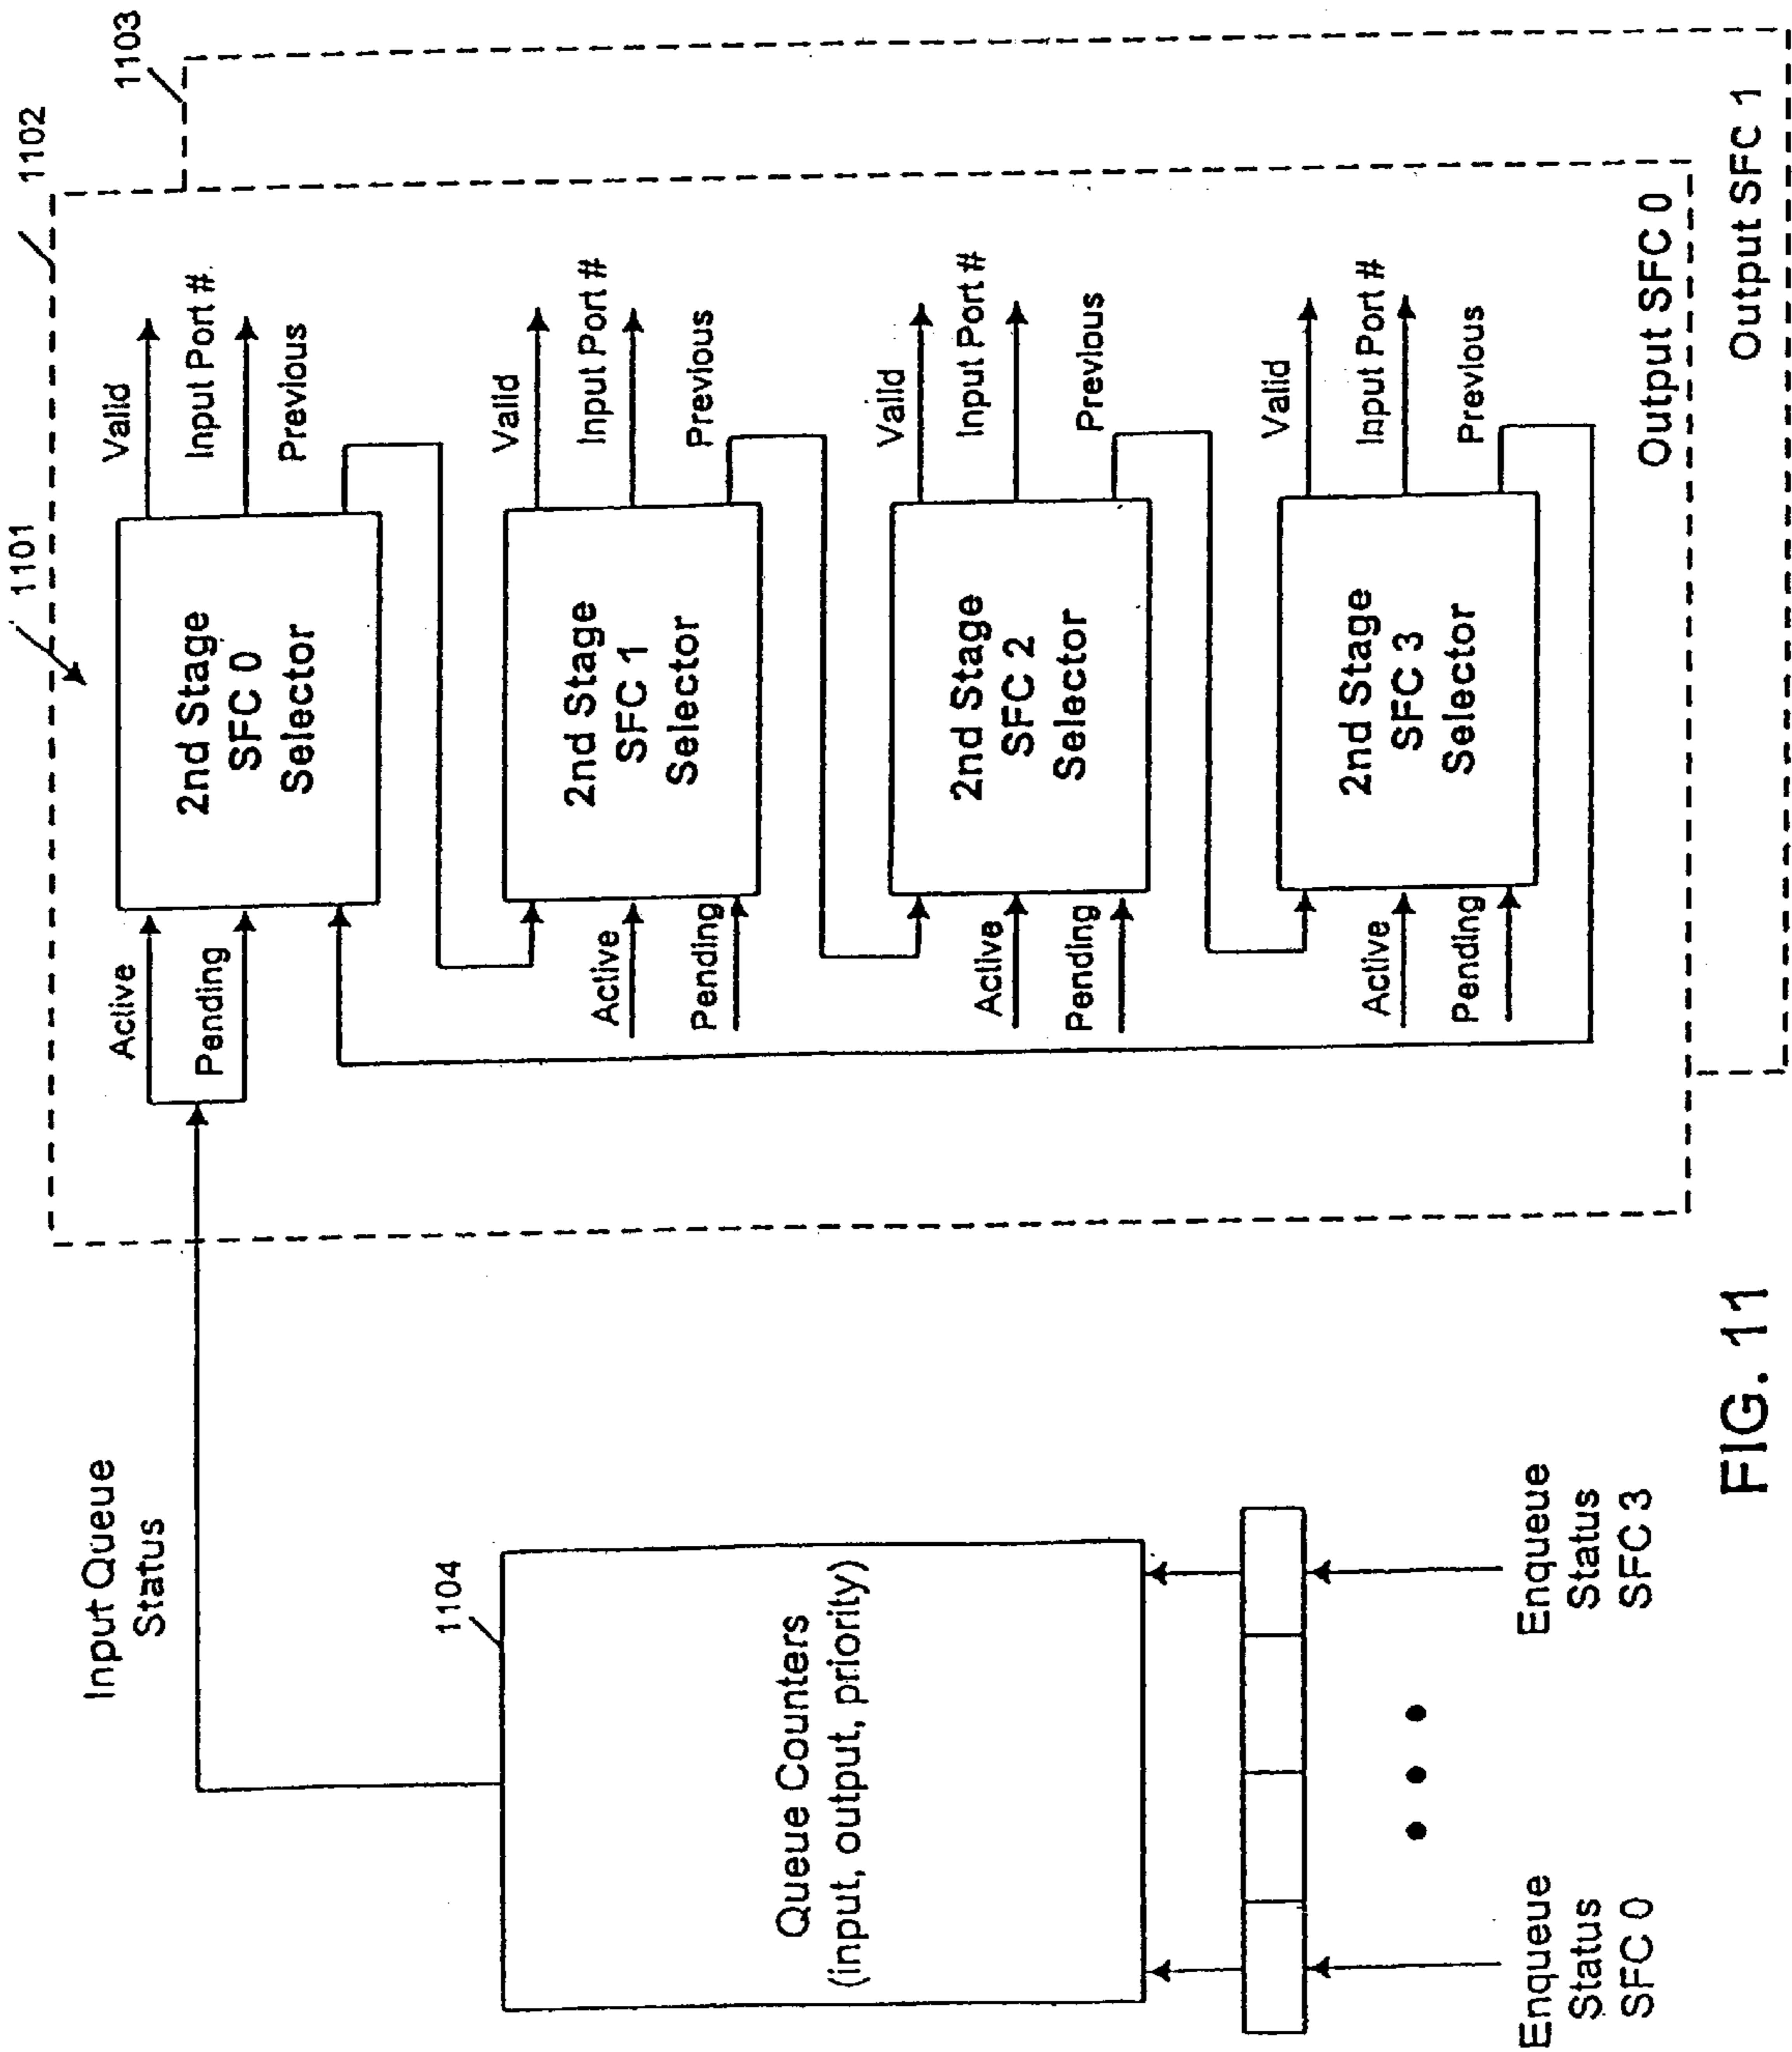 1101
1102
1103
Input Queue
Status
Active
Pending
2nd Stage
SFC 0
Selector
Valid
Input Port #
Previous
Active
Pending
2nd Stage
SFC 1
Selector
Valid
Input Port #
Previous
Active
Pending
2nd Stage
SFC 2
Selector
Valid
Input Port #
Previous
Active
Pending
2nd Stage
SFC 3
Selector
Valid
Input Port #
Previous
Output SFC 0
Output SFC 1
1104
Queue Counters
(input, output, priority)
Enqueue
Status
SFC 0
Enqueue
Status
SFC 3
FIG. 11